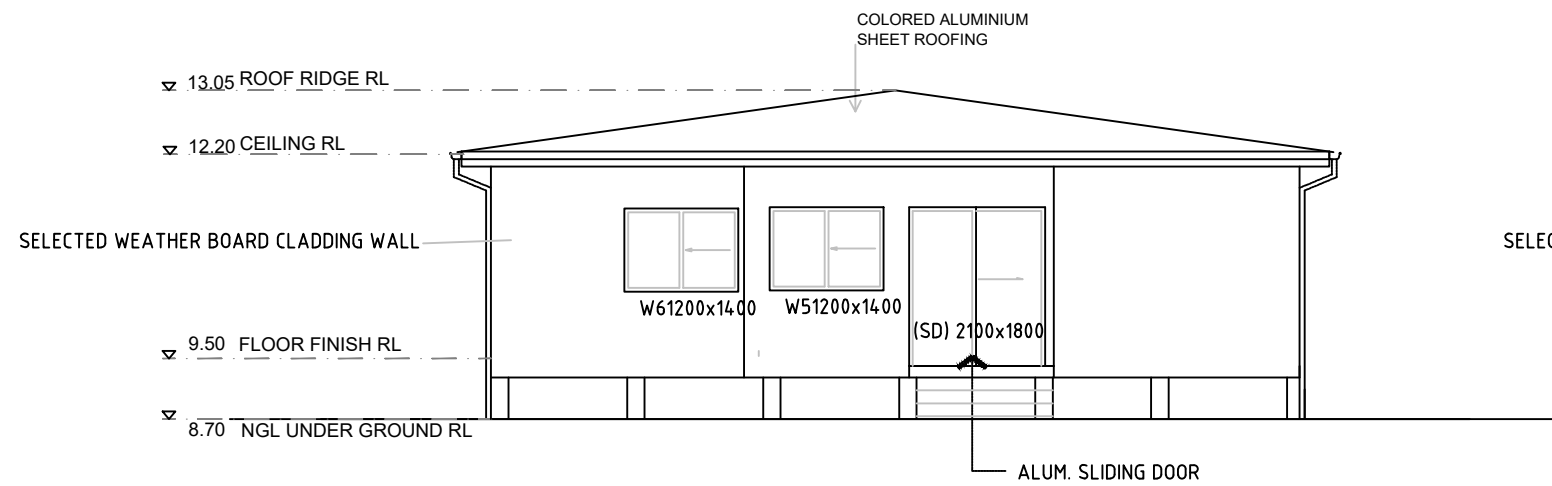 COLORED ALUMINIUM
SHEET ROOFING
13.05 ROOF RIDGE RL
12.20 CEILING RL
SELECTED WEATHER BOARD CLADDING WALL
SELEC
W61200x1400
W51200x1400
(SD) 2100x1800
9.50 FLOOR FINISH RL
8.70 NGL UNDER GROUND RL
ALUM. SLIDING DOOR